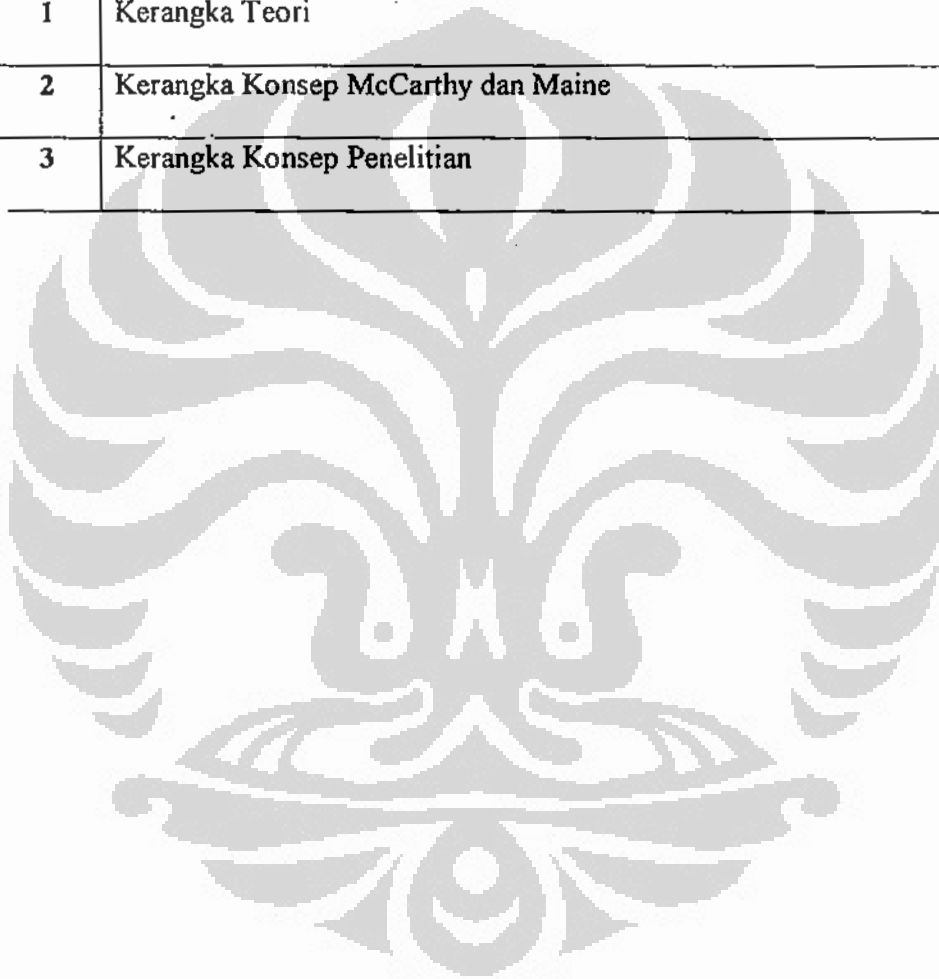 1 Kerangka Teori
2 Kerangka Konsep McCarthy dan Maine
3 Kerangka Konsep Penelitian